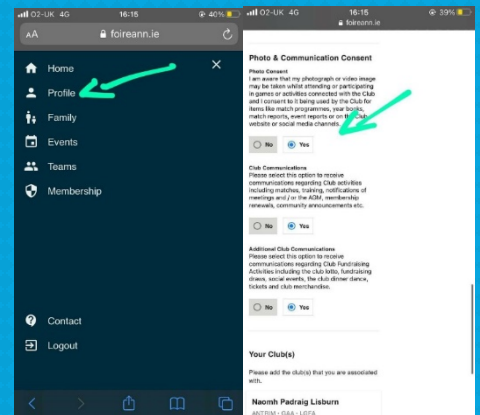 O2-UK 4G 16:15 40%
AA foireann.ie
Home
Profile
Family
Events
Teams
Membership
Contact
Logout
O2-UK 4G 16:15 39%
foireann.ie
Photo & Communication Consent
Photo Consent
I am aware that my photograph or video image
may be taken whilst attending or participating
in games or activities connected with the Club
and I consent to it being used by the Club for
items like match programmes, year books,
match reports, event reports or on the Club
website or social media channels.
No Yes
Club Communications
Please select this option to receive
communications regarding Club activities
including matches, training, notifications of
meetings and / or the AGM, membership
renewals, community announcements etc.
No Yes
Additional Club Communications
Please select this option to receive
communications regarding Club Fundraising
Activities including the club lotto, fundraising
draws, social events, the club dinner dance,
tickets and club merchandise.
No Yes
Your Club(s)
Please add the club(s) that you are associated
with.
Naomh Padraig Lisburn
ANTRIM - GAA - LGFA